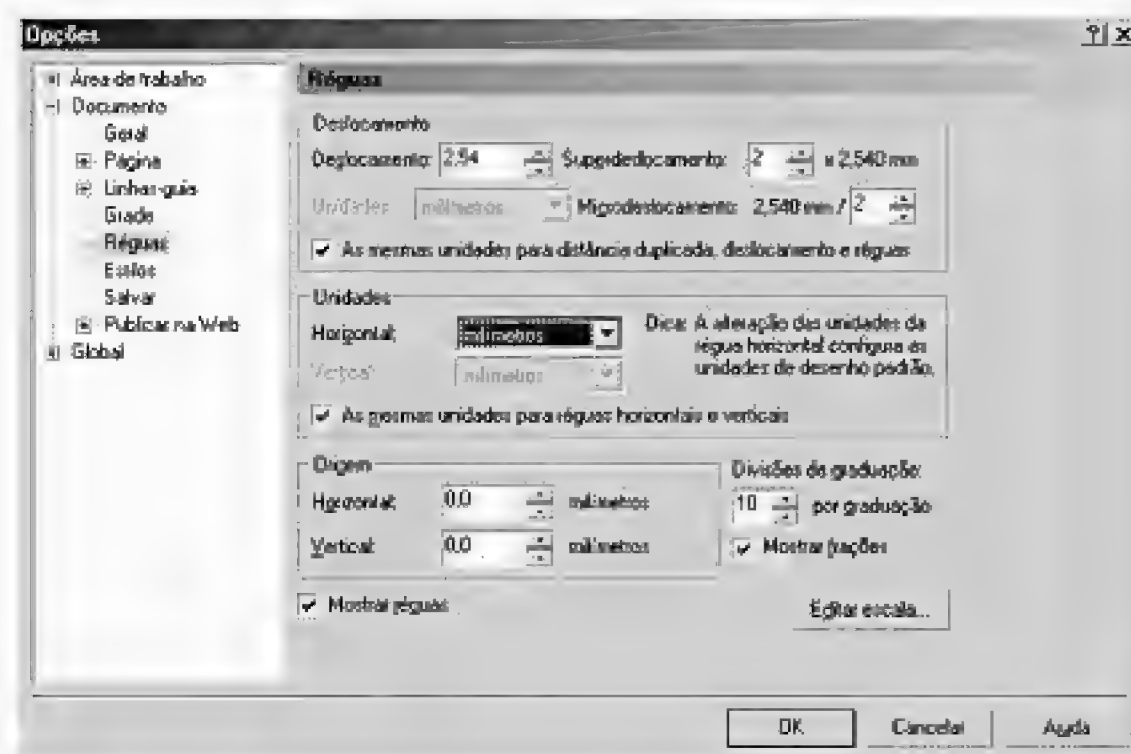 Opções
Área de trabalho
Documento
Geral
Página
Linhas-guia
Grade
Réguas
Estilos
Salvar
Publicar na Web
Global
Réguas
Deslocamento
Deslocamento: 2,54 Superdeslocamento: 2 x 2,540 mm
Unidades milímetros Microdeslocamento: 2,540 mm / 2
As mesmas unidades para distância duplicada, deslocamento e réguas
Unidades
Horizontal: milímetros
Vertical: milímetros
Dica: A alteração das unidades da
régua horizontal configura as
unidades de desenho padrão.
As mesmas unidades para réguas horizontais e verticais
Origem
Horizontal: 0,0 milímetros
Vertical: 0,0 milímetros
Divisões de graduação:
10 por graduação
Mostrar frações
Mostrar réguas
Editar escala...
OK Cancelar Ajuda